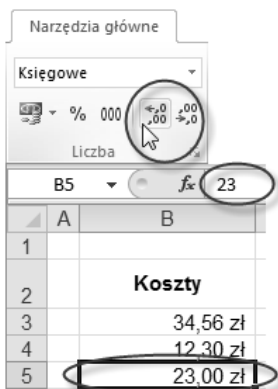 Narzędzia główne
Księgowe
% 000 ,0 ,00 ,00 ,0
Liczba
B5 fx 23
A B
1
2 Koszty
3 34,56 zł
4 12,30 zł
5 23,00 zł